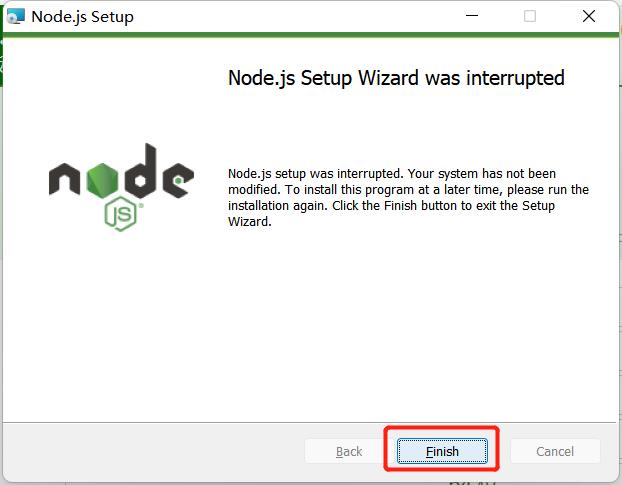 Node.js Setup
Node.js Setup Wizard was interrupted
node
JS
Node.js setup was interrupted. Your system has not been
modified. To install this program at a later time, please run the
installation again. Click the Finish button to exit the Setup
Wizard.
Back
Finish
Cancel